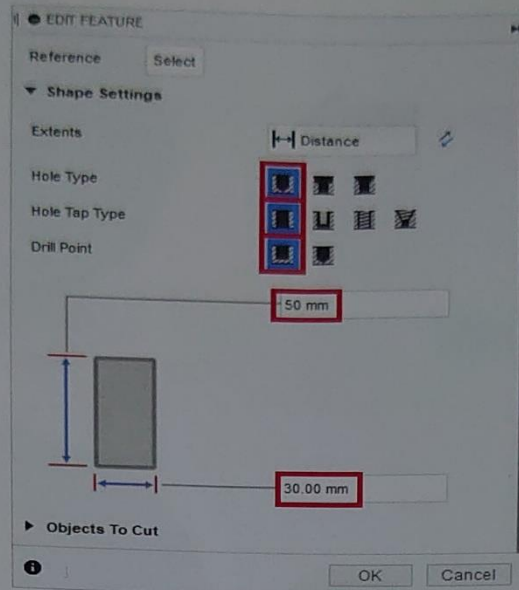 EDIT FEATURE
Reference Select
Shape Settings
Extents Distance
Hole Type
Hole Tap Type
Drill Point
50 mm
30.00 mm
Objects To Cut
OK Cancel